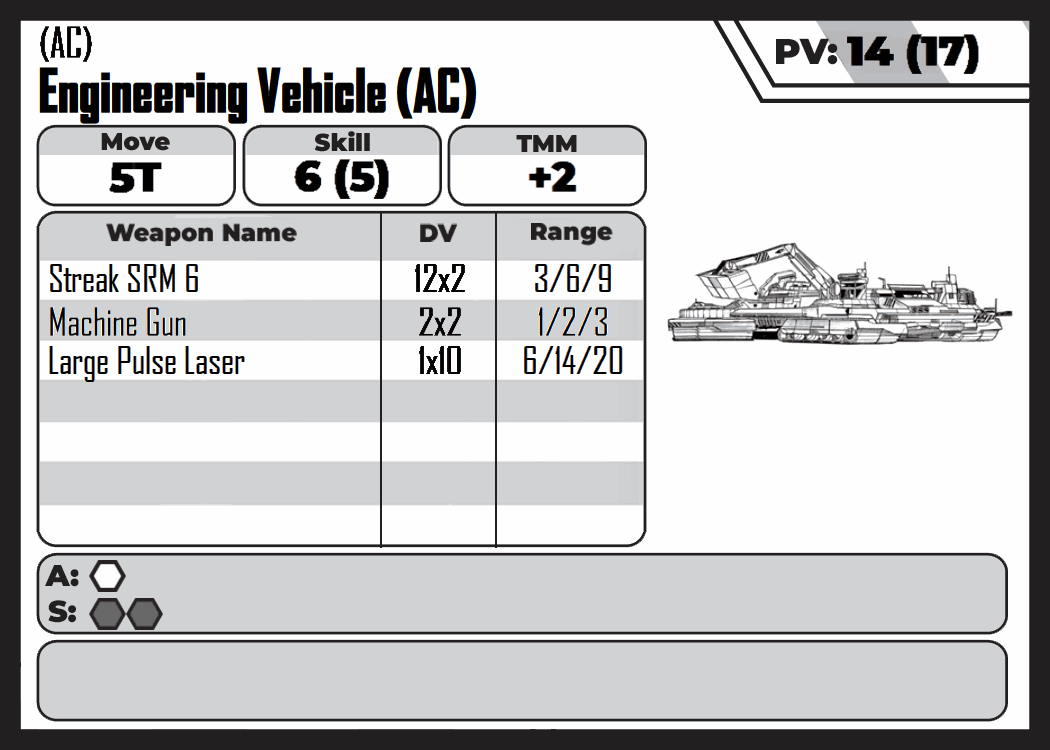 (AC)
Engineering Vehicle (AC)
PV: 14 (17)
Move Skill TMM
5T 6 (5) +2
Weapon Name DV Range
Streak SRM 6 12x2 3/6/9
Machine Gun 2x2 1/2/3
Large Pulse Laser 1x10 6/14/20
A:
S: